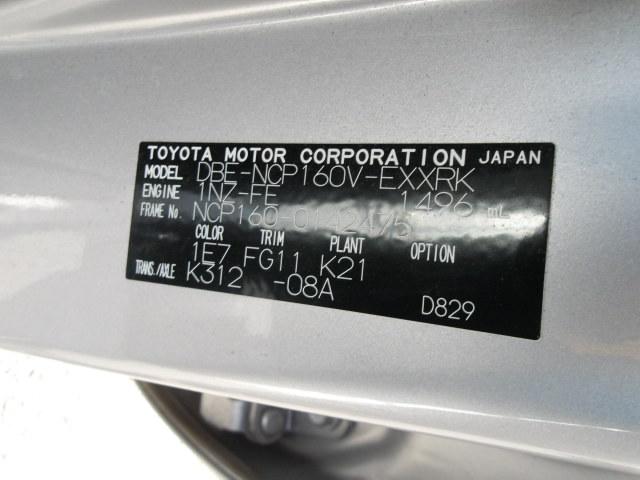 TOYOTA MOTOR CORPORATION JAPAN
MODEL DBE-NCP160V-EXXRK
ENGINE 1NZ-FE 1496 mL
FRAME No.
COLOR TRIM PLANT OPTION
1E7 FG11 K21
TRANS./AXLE K312 -08A
D829